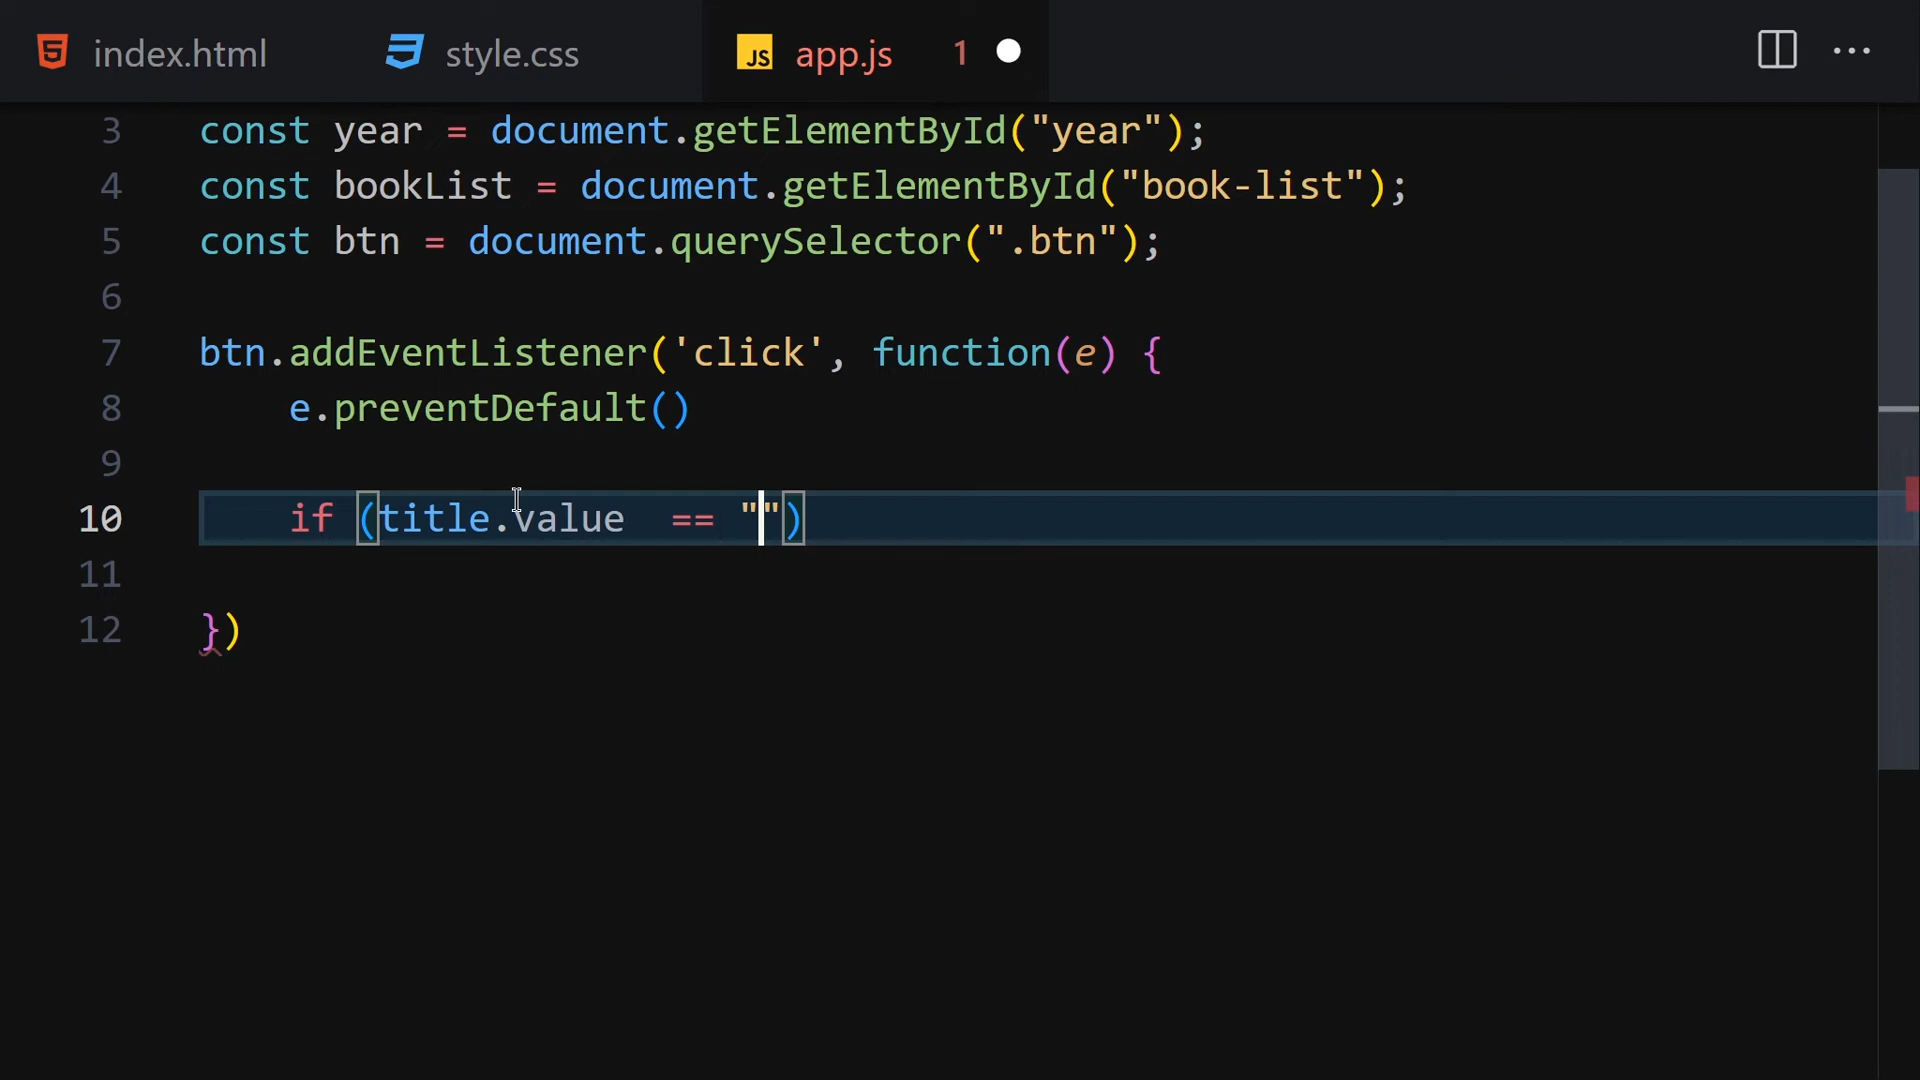 index.html style.css JS app.js 1
3 const year = document.getElementById("year");
4 const bookList = document.getElementById("book-list");
5 const btn = document.querySelector(".btn");
6
7 btn.addEventListener('click', function(e) {
8 e.preventDefault()
9
10 if (title.value  == "")
11
12 })